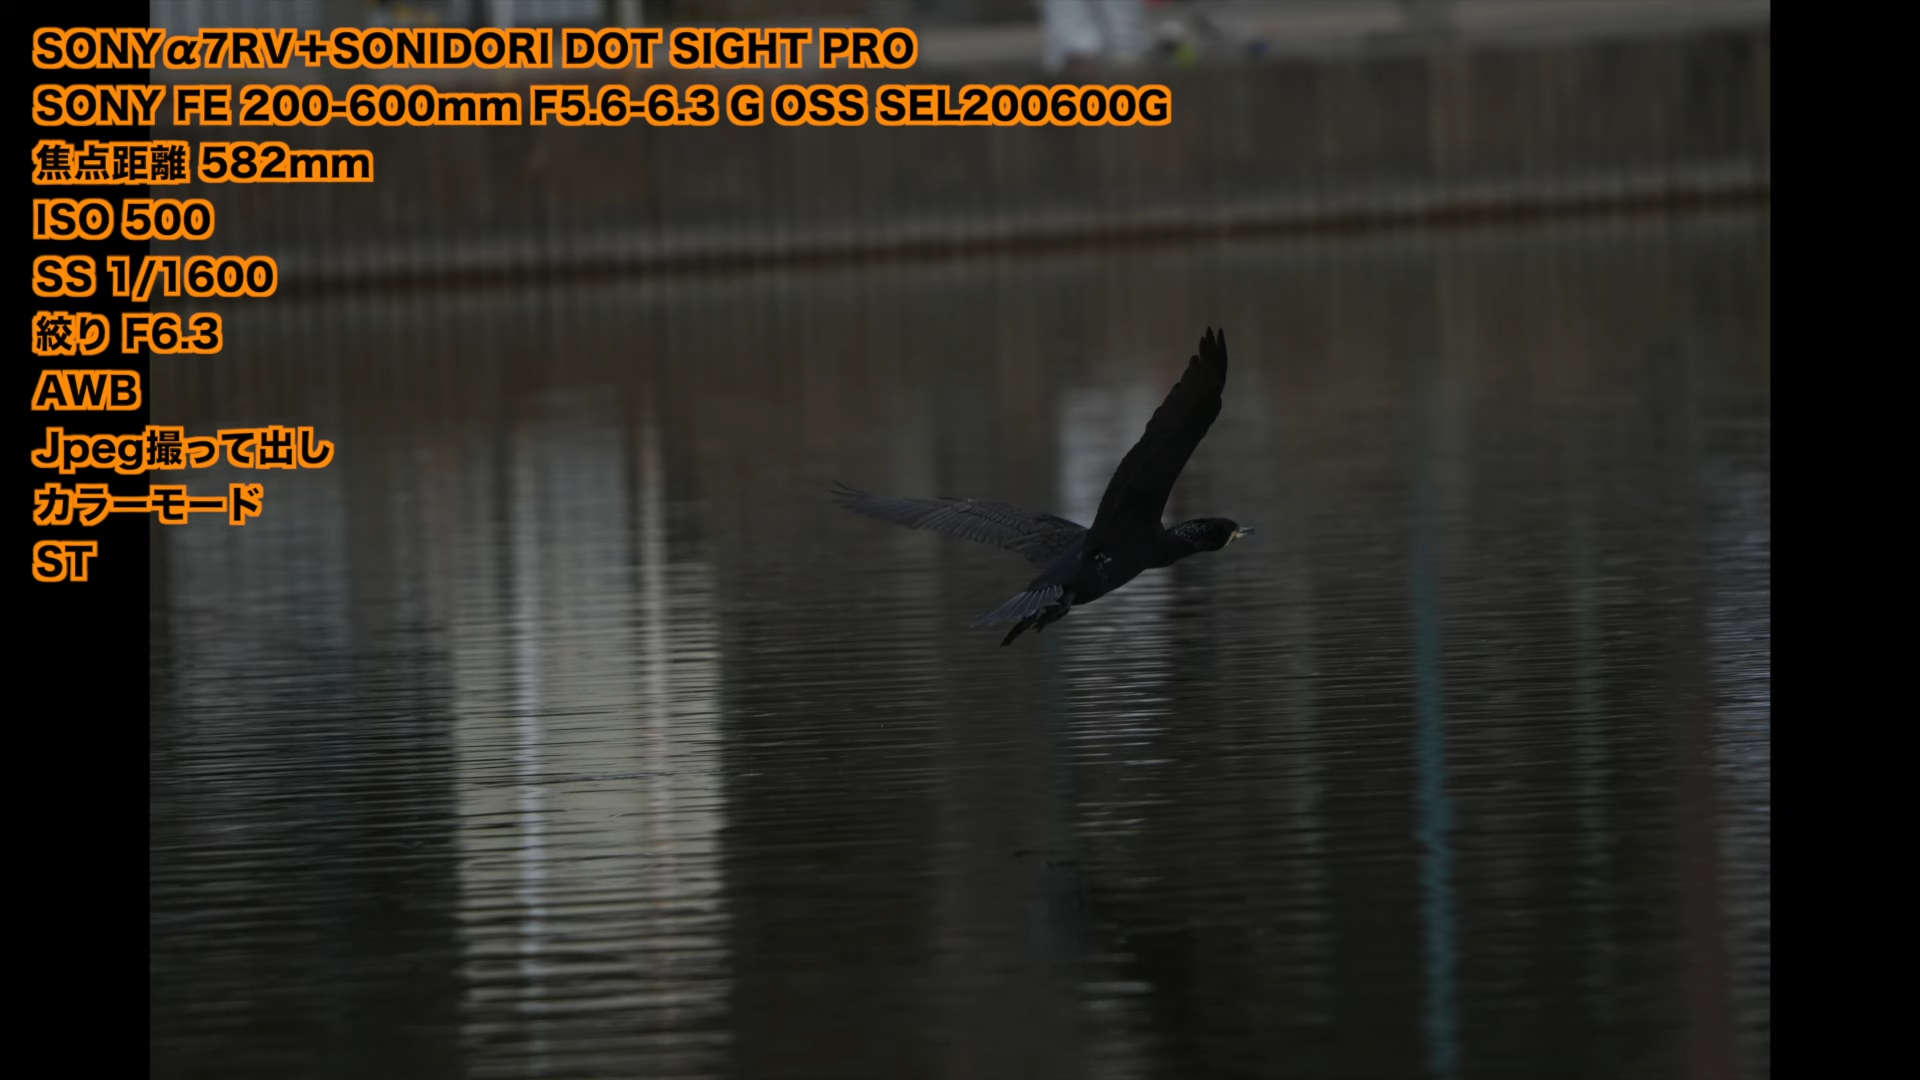 SONYα7RV+SONIDORI DOT SIGHT PRO
SONY FE 200-600mm F5.6-6.3 G OSS SEL200600G
焦点距離 582mm
ISO 500
SS 1/1600
絞り F6.3
AWB
Jpeg撮って出し
カラーモード
ST